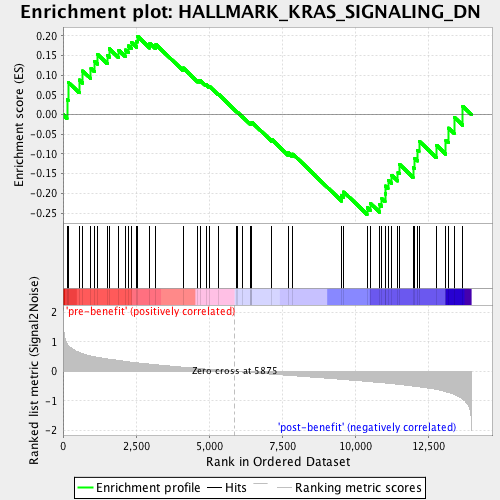 Enrichment plot: HALLMARK_KRAS_SIGNALING_DN
Enrichment score (ES)
0.20
0.15
0.10
0.05
0.00
-0.05
-0.10
-0.15
-0.20
-0.25
'pre-benefit' (positively correlated)
Ranked list metric (Signal2Noise)
2
1
0
-1
-2
Zero cross at 5875
'post-benefit' (negatively correlated)
0
2,500
5,000
7,500
10,000
12,500
Rank in Ordered Dataset
Enrichment profile
Hits
Ranking metric scores